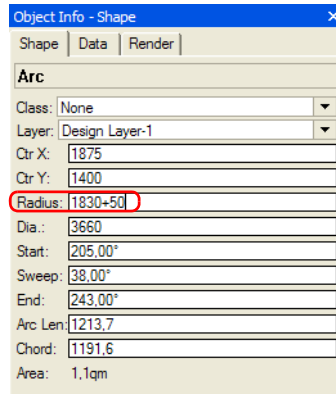 Object Info - Shape
Shape Data Render
Arc
Class: None
Layer: Design Layer-1
Ctr X: 1875
Ctr Y: 1400
Radius: 1830+50
Dia.: 3660
Start: 205,00°
Sweep: 38,00°
End: 243,00°
Arc Len: 1213,7
Chord: 1191,6
Area: 1,1qm